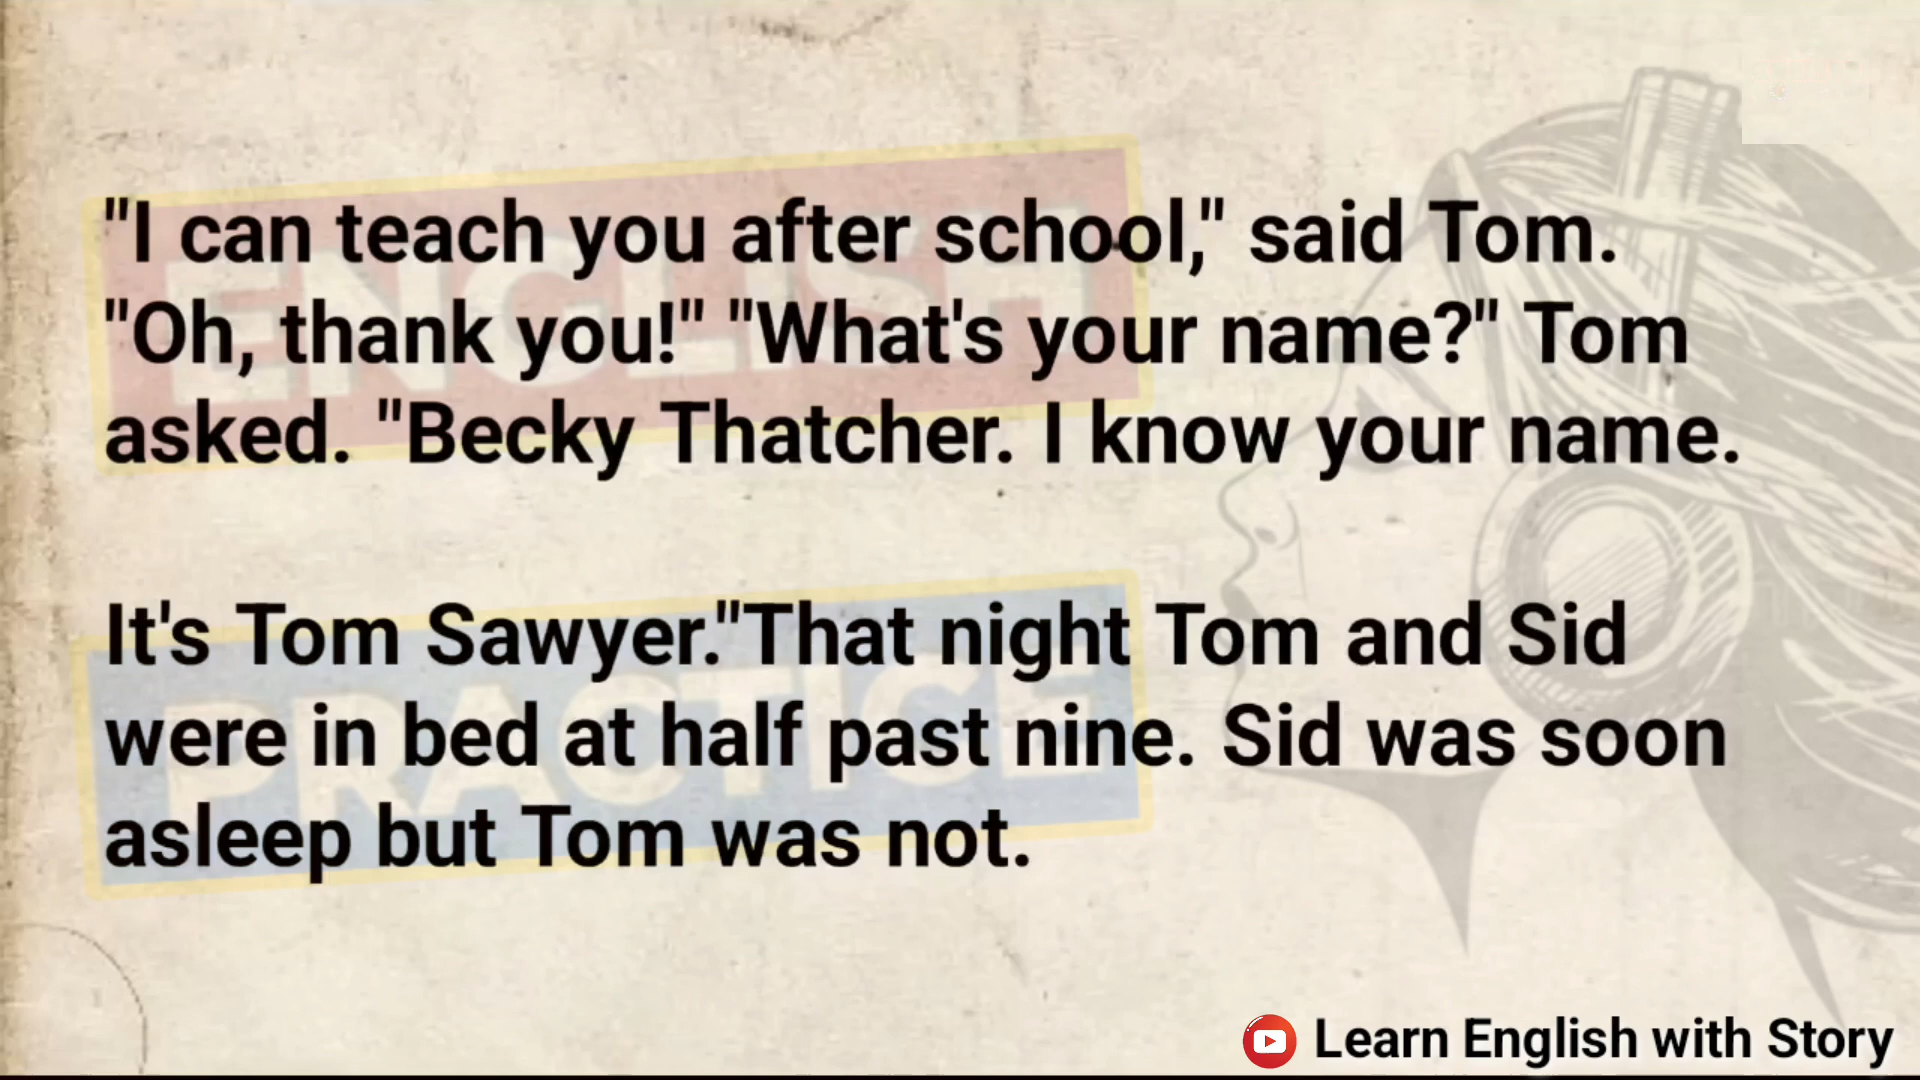 "I can teach you after school," said Tom.
"Oh, thank you!" "What's your name?" Tom
asked. "Becky Thatcher. I know your name.
It's Tom Sawyer."That night Tom and Sid
were in bed at half past nine. Sid was soon
asleep but Tom was not.
ENGLISH
PRACTICE
Learn English with Story